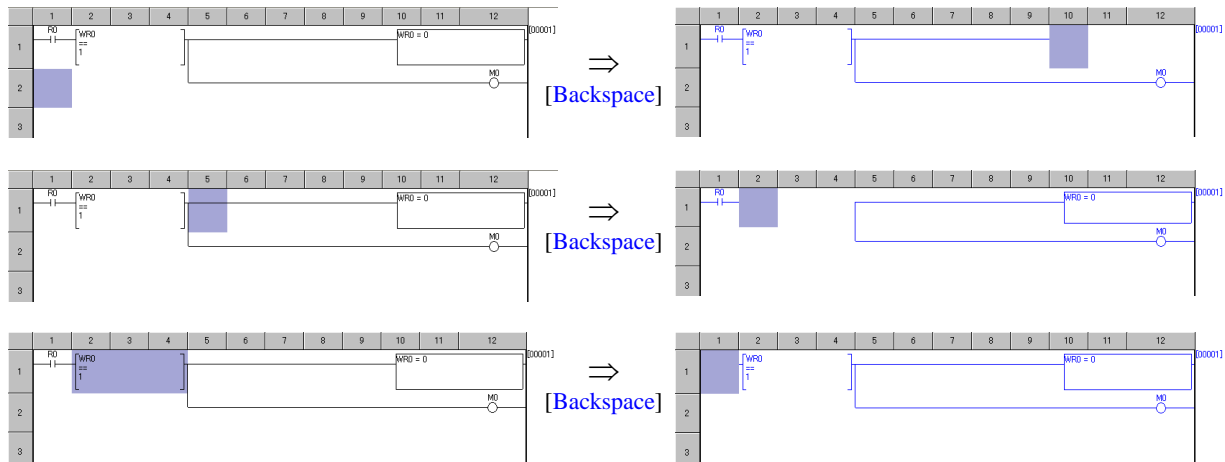 1 2 3 4 5 6 7 8 9 10 11 12
R0 WR0 WR0 = 0 [00001]
1 ==
1
M0
2
3
⇒
[Backspace]
1 2 3 4 5 6 7 8 9 10 11 12
R0 WR0 [00001]
1 ==
1
M0
2
3
1 2 3 4 5 6 7 8 9 10 11 12
R0 WR0 WR0 = 0 [00001]
1 ==
1
M0
2
3
⇒
[Backspace]
1 2 3 4 5 6 7 8 9 10 11 12
R0 WR0 = 0 [00001]
1
M0
2
3
1 2 3 4 5 6 7 8 9 10 11 12
R0 WR0 WR0 = 0 [00001]
1 ==
1
M0
2
3
⇒
[Backspace]
1 2 3 4 5 6 7 8 9 10 11 12
WR0 WR0 = 0 [00001]
1 ==
1
M0
2
3